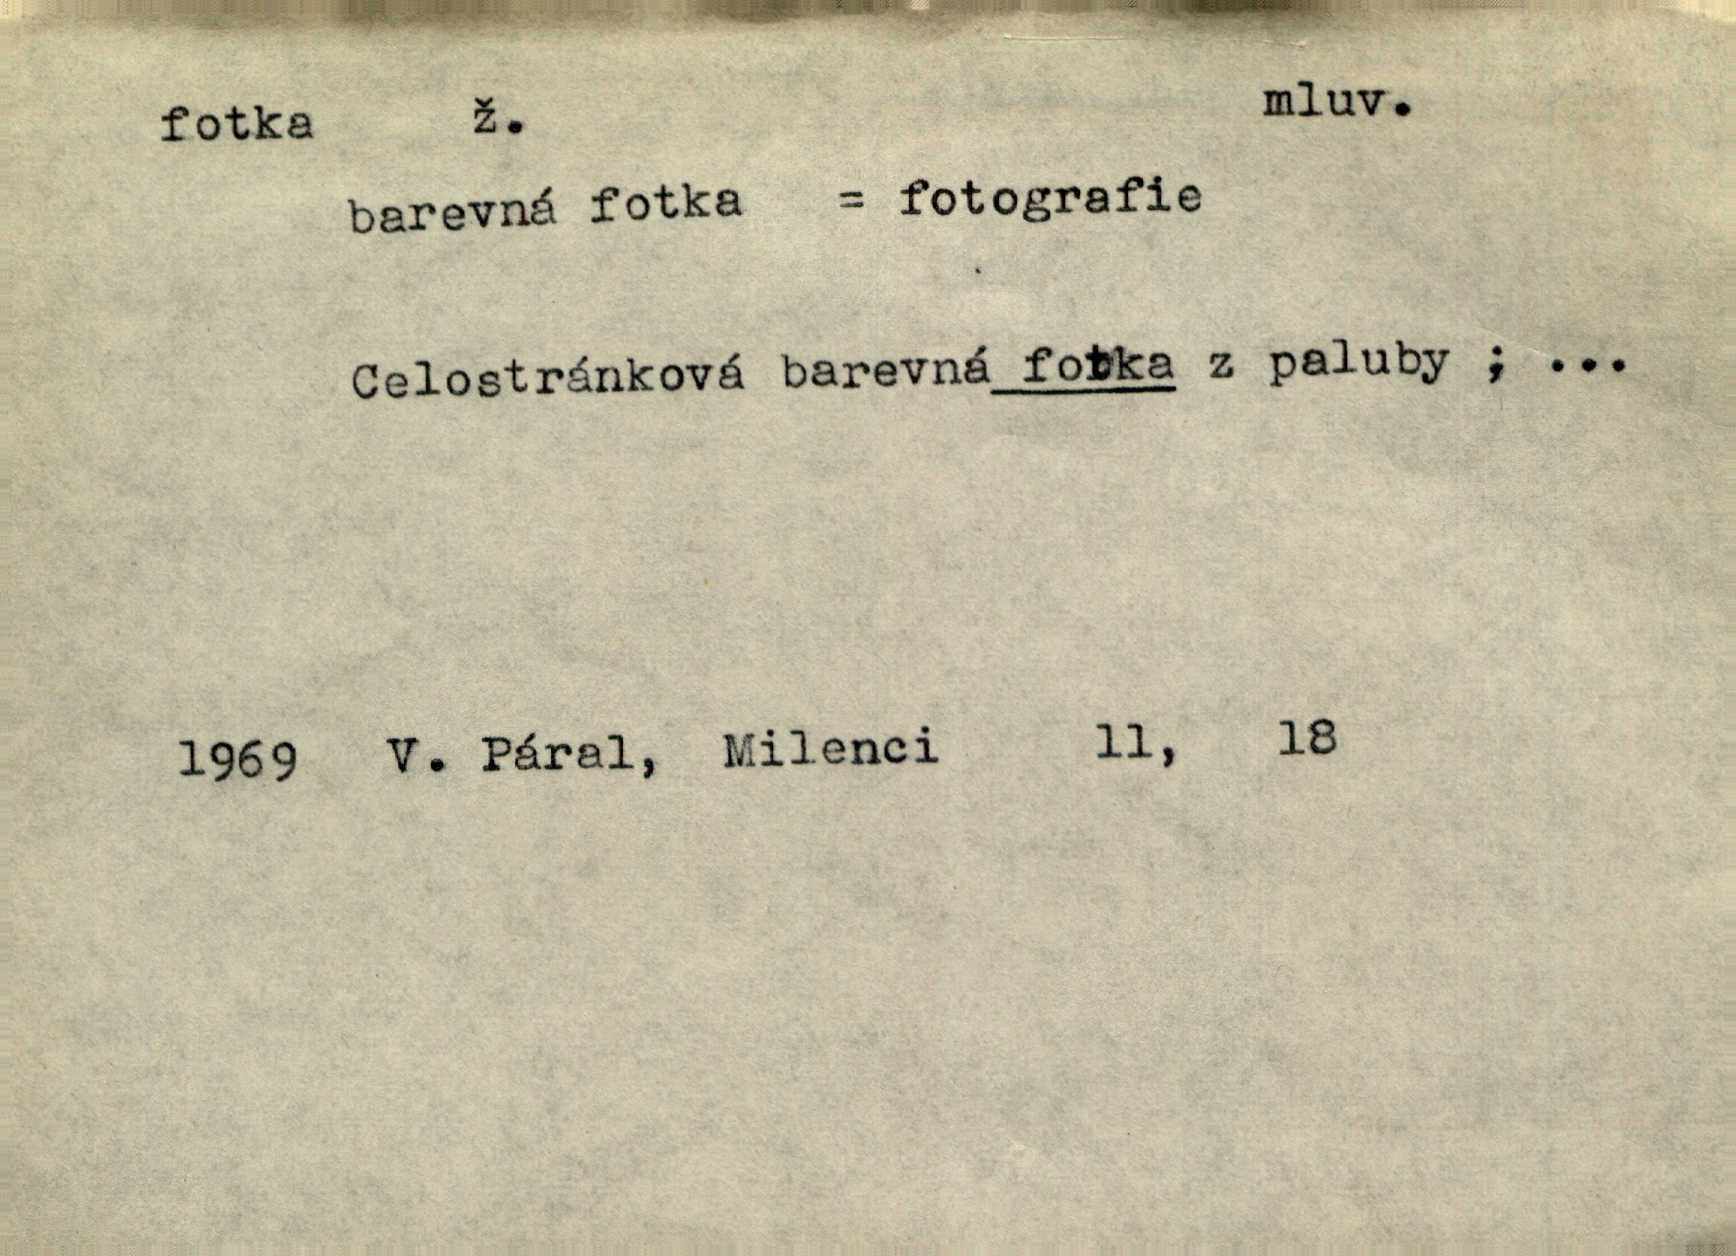 fotka ž. mluv.
barevná fotka = fotografie
Celostránková barevná fotka z paluby ; ...
1969 V. Páral, Milenci 11, 18